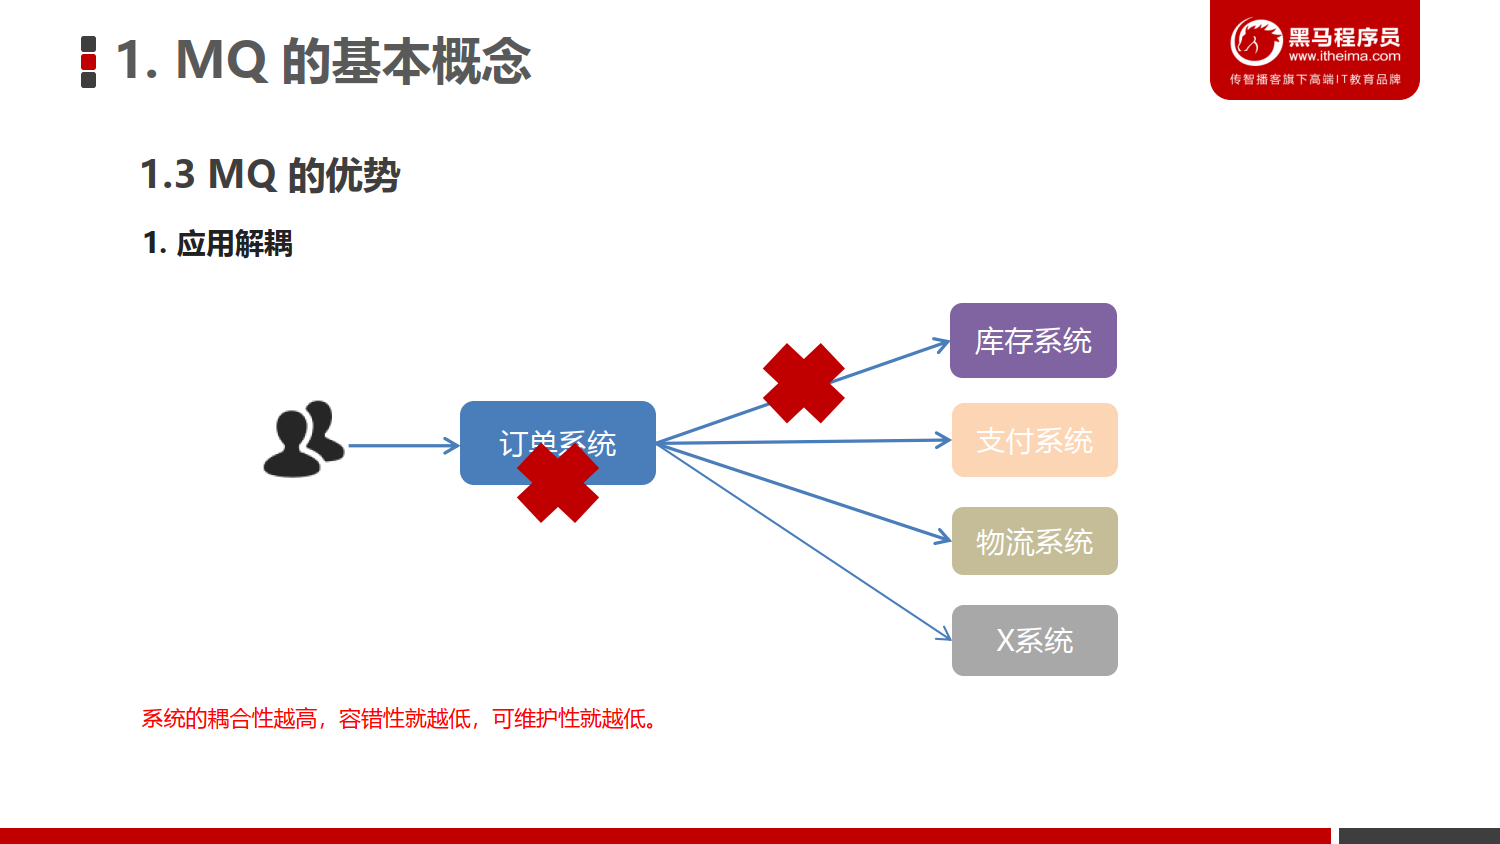 1. MQ 的基本概念
黑马程序员
www.itheima.com
传智播客旗下高端IT教育品牌
1.3 MQ 的优势
1. 应用解耦
库存系统
订单系统
支付系统
物流系统
X系统
系统的耦合性越高，容错性就越低，可维护性就越低。